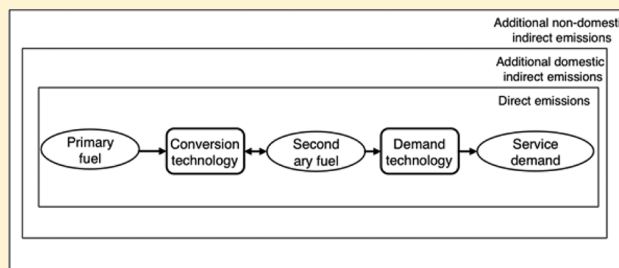 Additional non-domesti
indirect emissions
Additional domestic
indirect emissions
Direct emissions
Primary
fuel
Conversion
technology
Second
ary fuel
Demand
technology
Service
demand